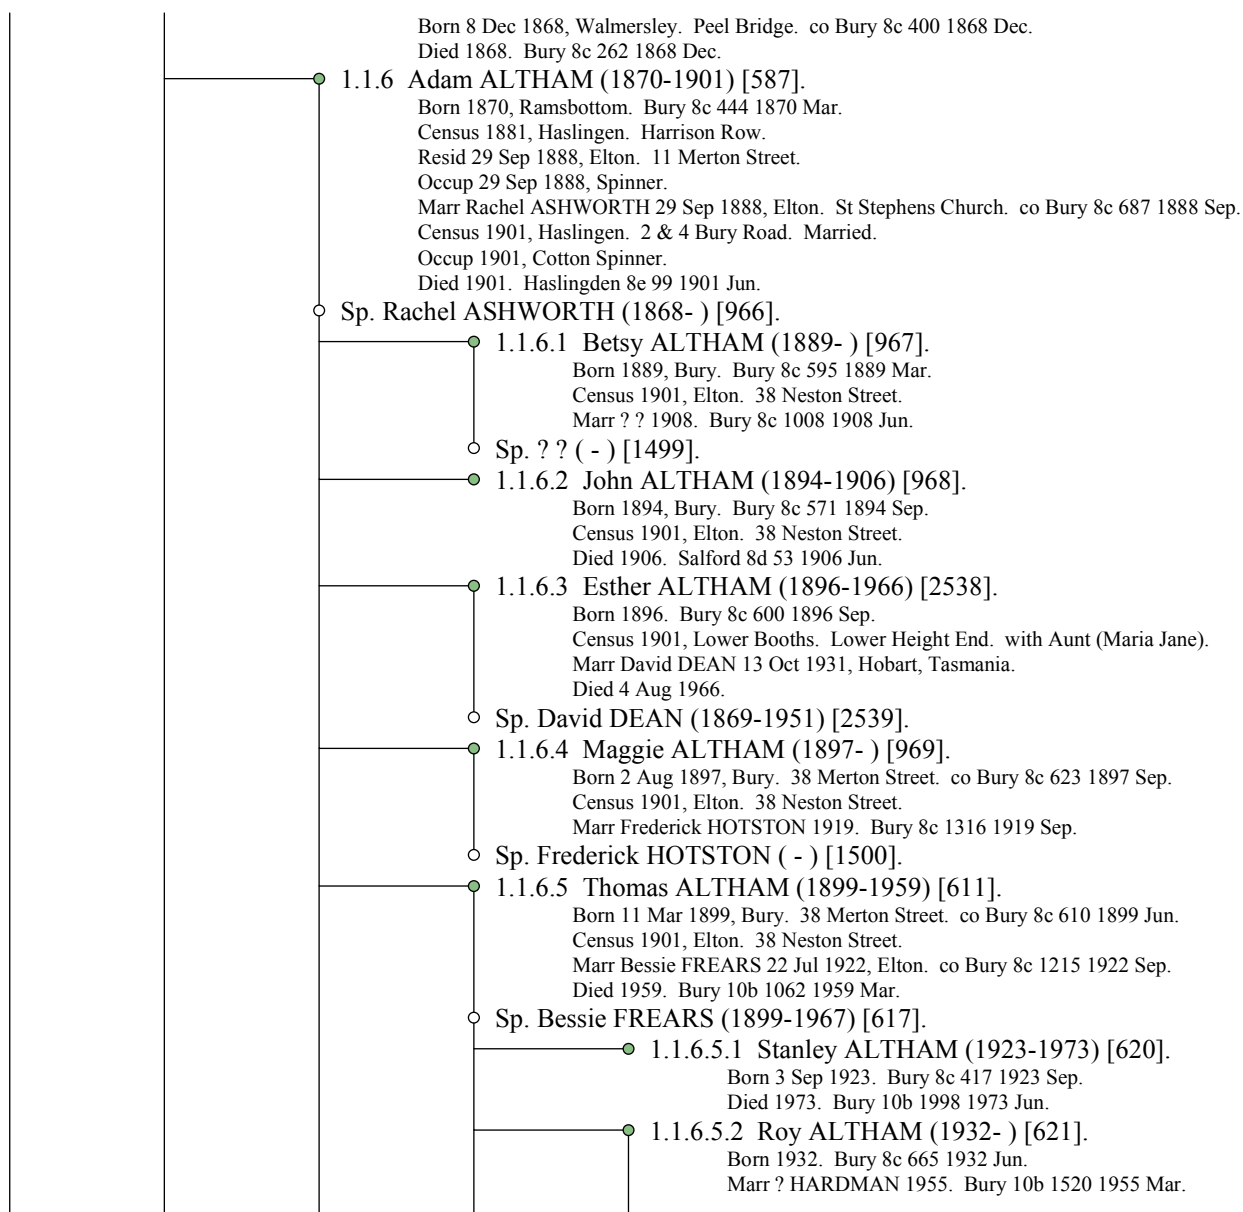 Born 8 Dec 1868, Walmersley. Peel Bridge. co Bury 8c 400 1868 Dec.
Died 1868. Bury 8c 262 1868 Dec.
1.1.6 Adam ALTHAM (1870-1901) [587].
Born 1870, Ramsbottom. Bury 8c 444 1870 Mar.
Census 1881, Haslingen. Harrison Row.
Resid 29 Sep 1888, Elton. 11 Merton Street.
Occup 29 Sep 1888, Spinner.
Marr Rachel ASHWORTH 29 Sep 1888, Elton. St Stephens Church. co Bury 8c 687 1888 Sep.
Census 1901, Haslingen. 2 & 4 Bury Road. Married.
Occup 1901, Cotton Spinner.
Died 1901. Haslingden 8e 99 1901 Jun.
Sp. Rachel ASHWORTH (1868- ) [966].
1.1.6.1 Betsy ALTHAM (1889- ) [967].
Born 1889, Bury. Bury 8c 595 1889 Mar.
Census 1901, Elton. 38 Neston Street.
Marr ? ? 1908. Bury 8c 1008 1908 Jun.
Sp. ? ? ( - ) [1499].
1.1.6.2 John ALTHAM (1894-1906) [968].
Born 1894, Bury. Bury 8c 571 1894 Sep.
Census 1901, Elton. 38 Neston Street.
Died 1906. Salford 8d 53 1906 Jun.
1.1.6.3 Esther ALTHAM (1896-1966) [2538].
Born 1896. Bury 8c 600 1896 Sep.
Census 1901, Lower Booths. Lower Height End. with Aunt (Maria Jane).
Marr David DEAN 13 Oct 1931, Hobart, Tasmania.
Died 4 Aug 1966.
Sp. David DEAN (1869-1951) [2539].
1.1.6.4 Maggie ALTHAM (1897- ) [969].
Born 2 Aug 1897, Bury. 38 Merton Street. co Bury 8c 623 1897 Sep.
Census 1901, Elton. 38 Neston Street.
Marr Frederick HOTSTON 1919. Bury 8c 1316 1919 Sep.
Sp. Frederick HOTSTON ( - ) [1500].
1.1.6.5 Thomas ALTHAM (1899-1959) [611].
Born 11 Mar 1899, Bury. 38 Merton Street. co Bury 8c 610 1899 Jun.
Census 1901, Elton. 38 Neston Street.
Marr Bessie FREARS 22 Jul 1922, Elton. co Bury 8c 1215 1922 Sep.
Died 1959. Bury 10b 1062 1959 Mar.
Sp. Bessie FREARS (1899-1967) [617].
1.1.6.5.1 Stanley ALTHAM (1923-1973) [620].
Born 3 Sep 1923. Bury 8c 417 1923 Sep.
Died 1973. Bury 10b 1998 1973 Jun.
1.1.6.5.2 Roy ALTHAM (1932- ) [621].
Born 1932. Bury 8c 665 1932 Jun.
Marr ? HARDMAN 1955. Bury 10b 1520 1955 Mar.